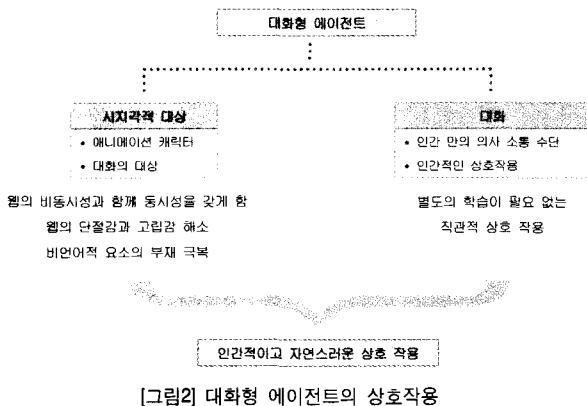 대화형 에이전트
시지각적 대상
• 애니메이션 캐릭터
• 대화의 대상
웹의 비동시성과 함께 동시성을 갖게 함
웹의 단절감과 고립감 해소
비언어적 요소의 부재 극복
대화
• 인간 만의 의사 소통 수단
• 인간적인 상호작용
별도의 학습이 필요 없는
직관적 상호 작용
인간적이고 자연스러운 상호 작용
[그림2] 대화형 에이전트의 상호작용